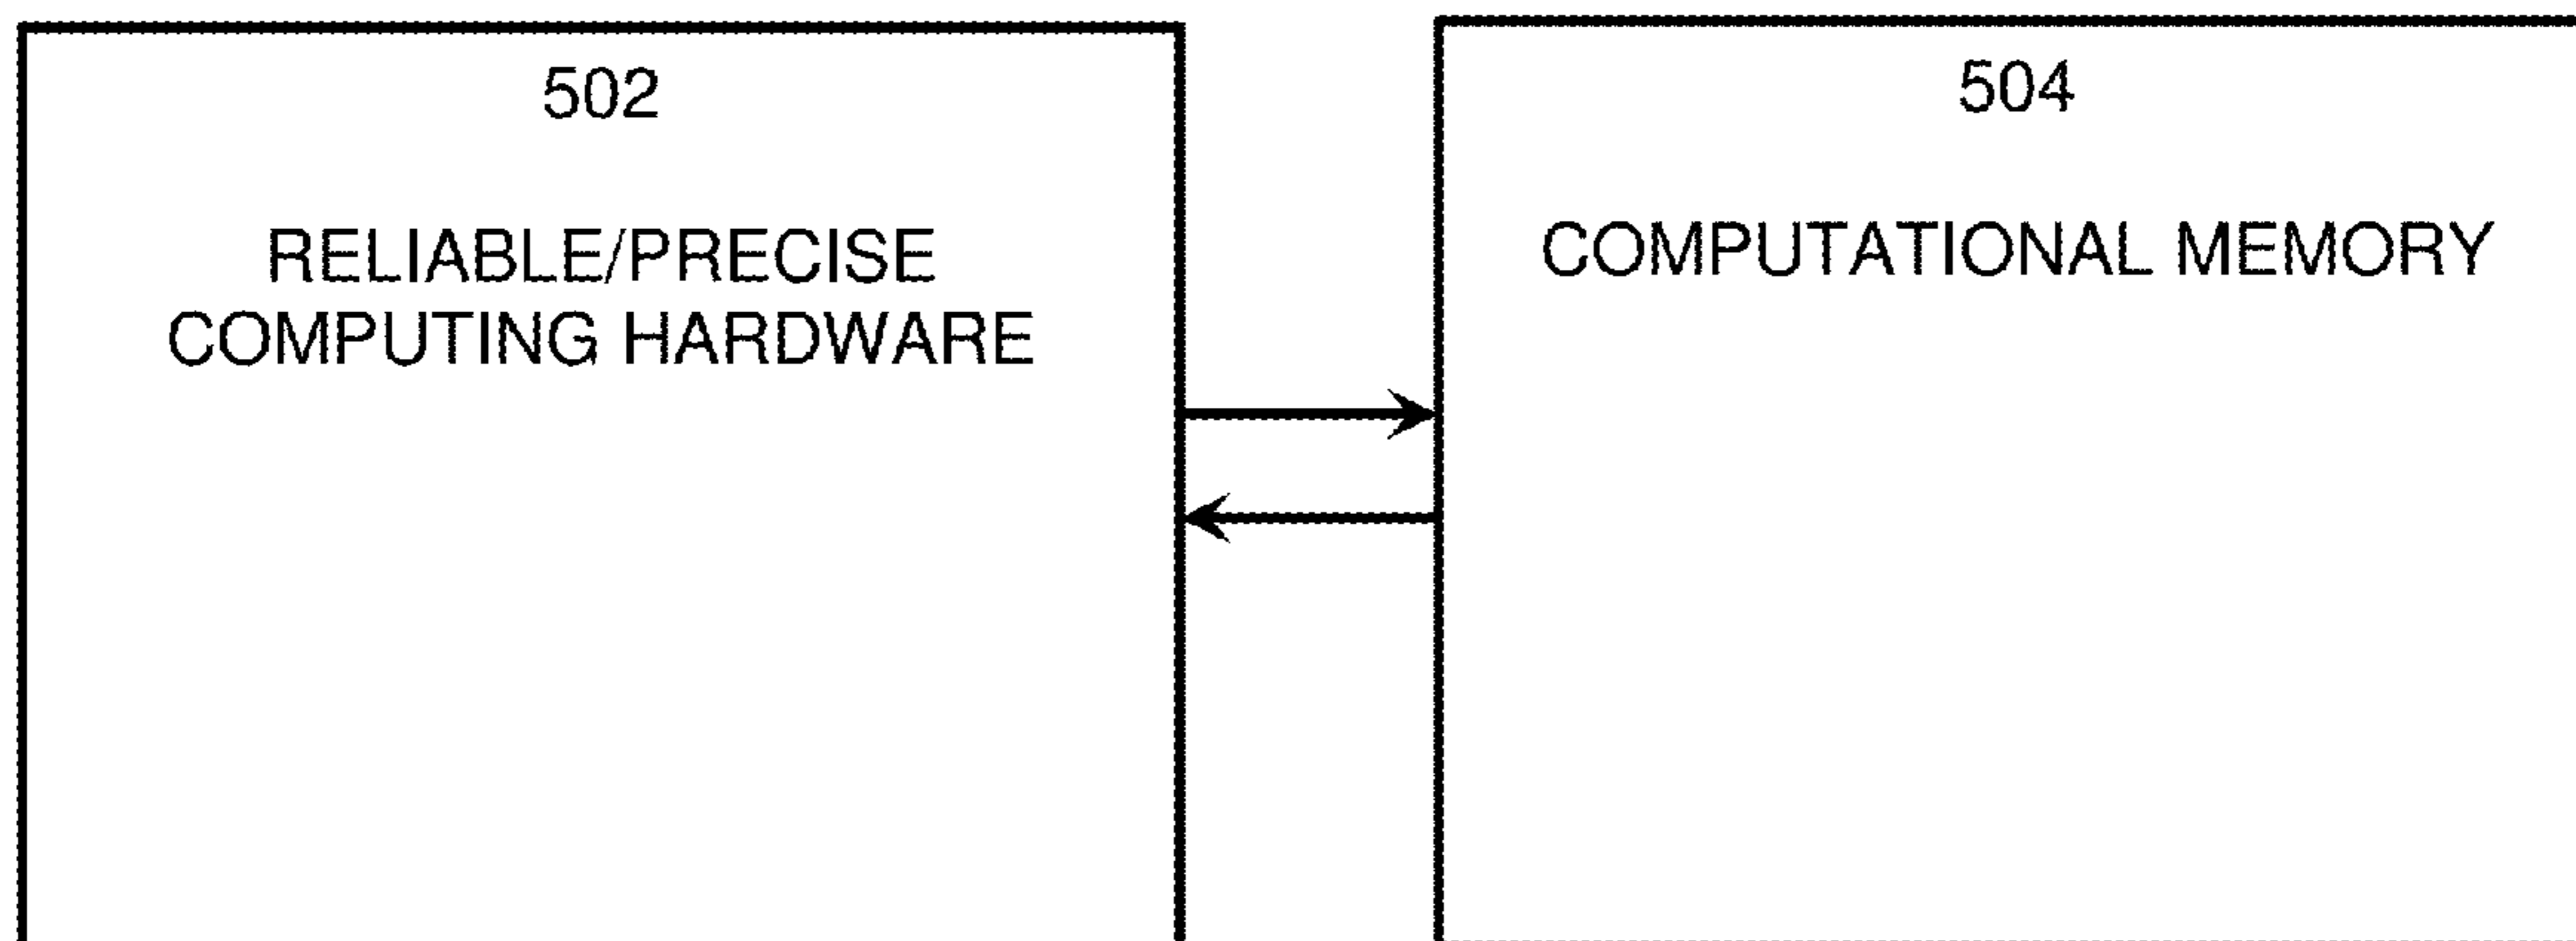 502
RELIABLE/PRECISE
COMPUTING HARDWARE
504
COMPUTATIONAL MEMORY